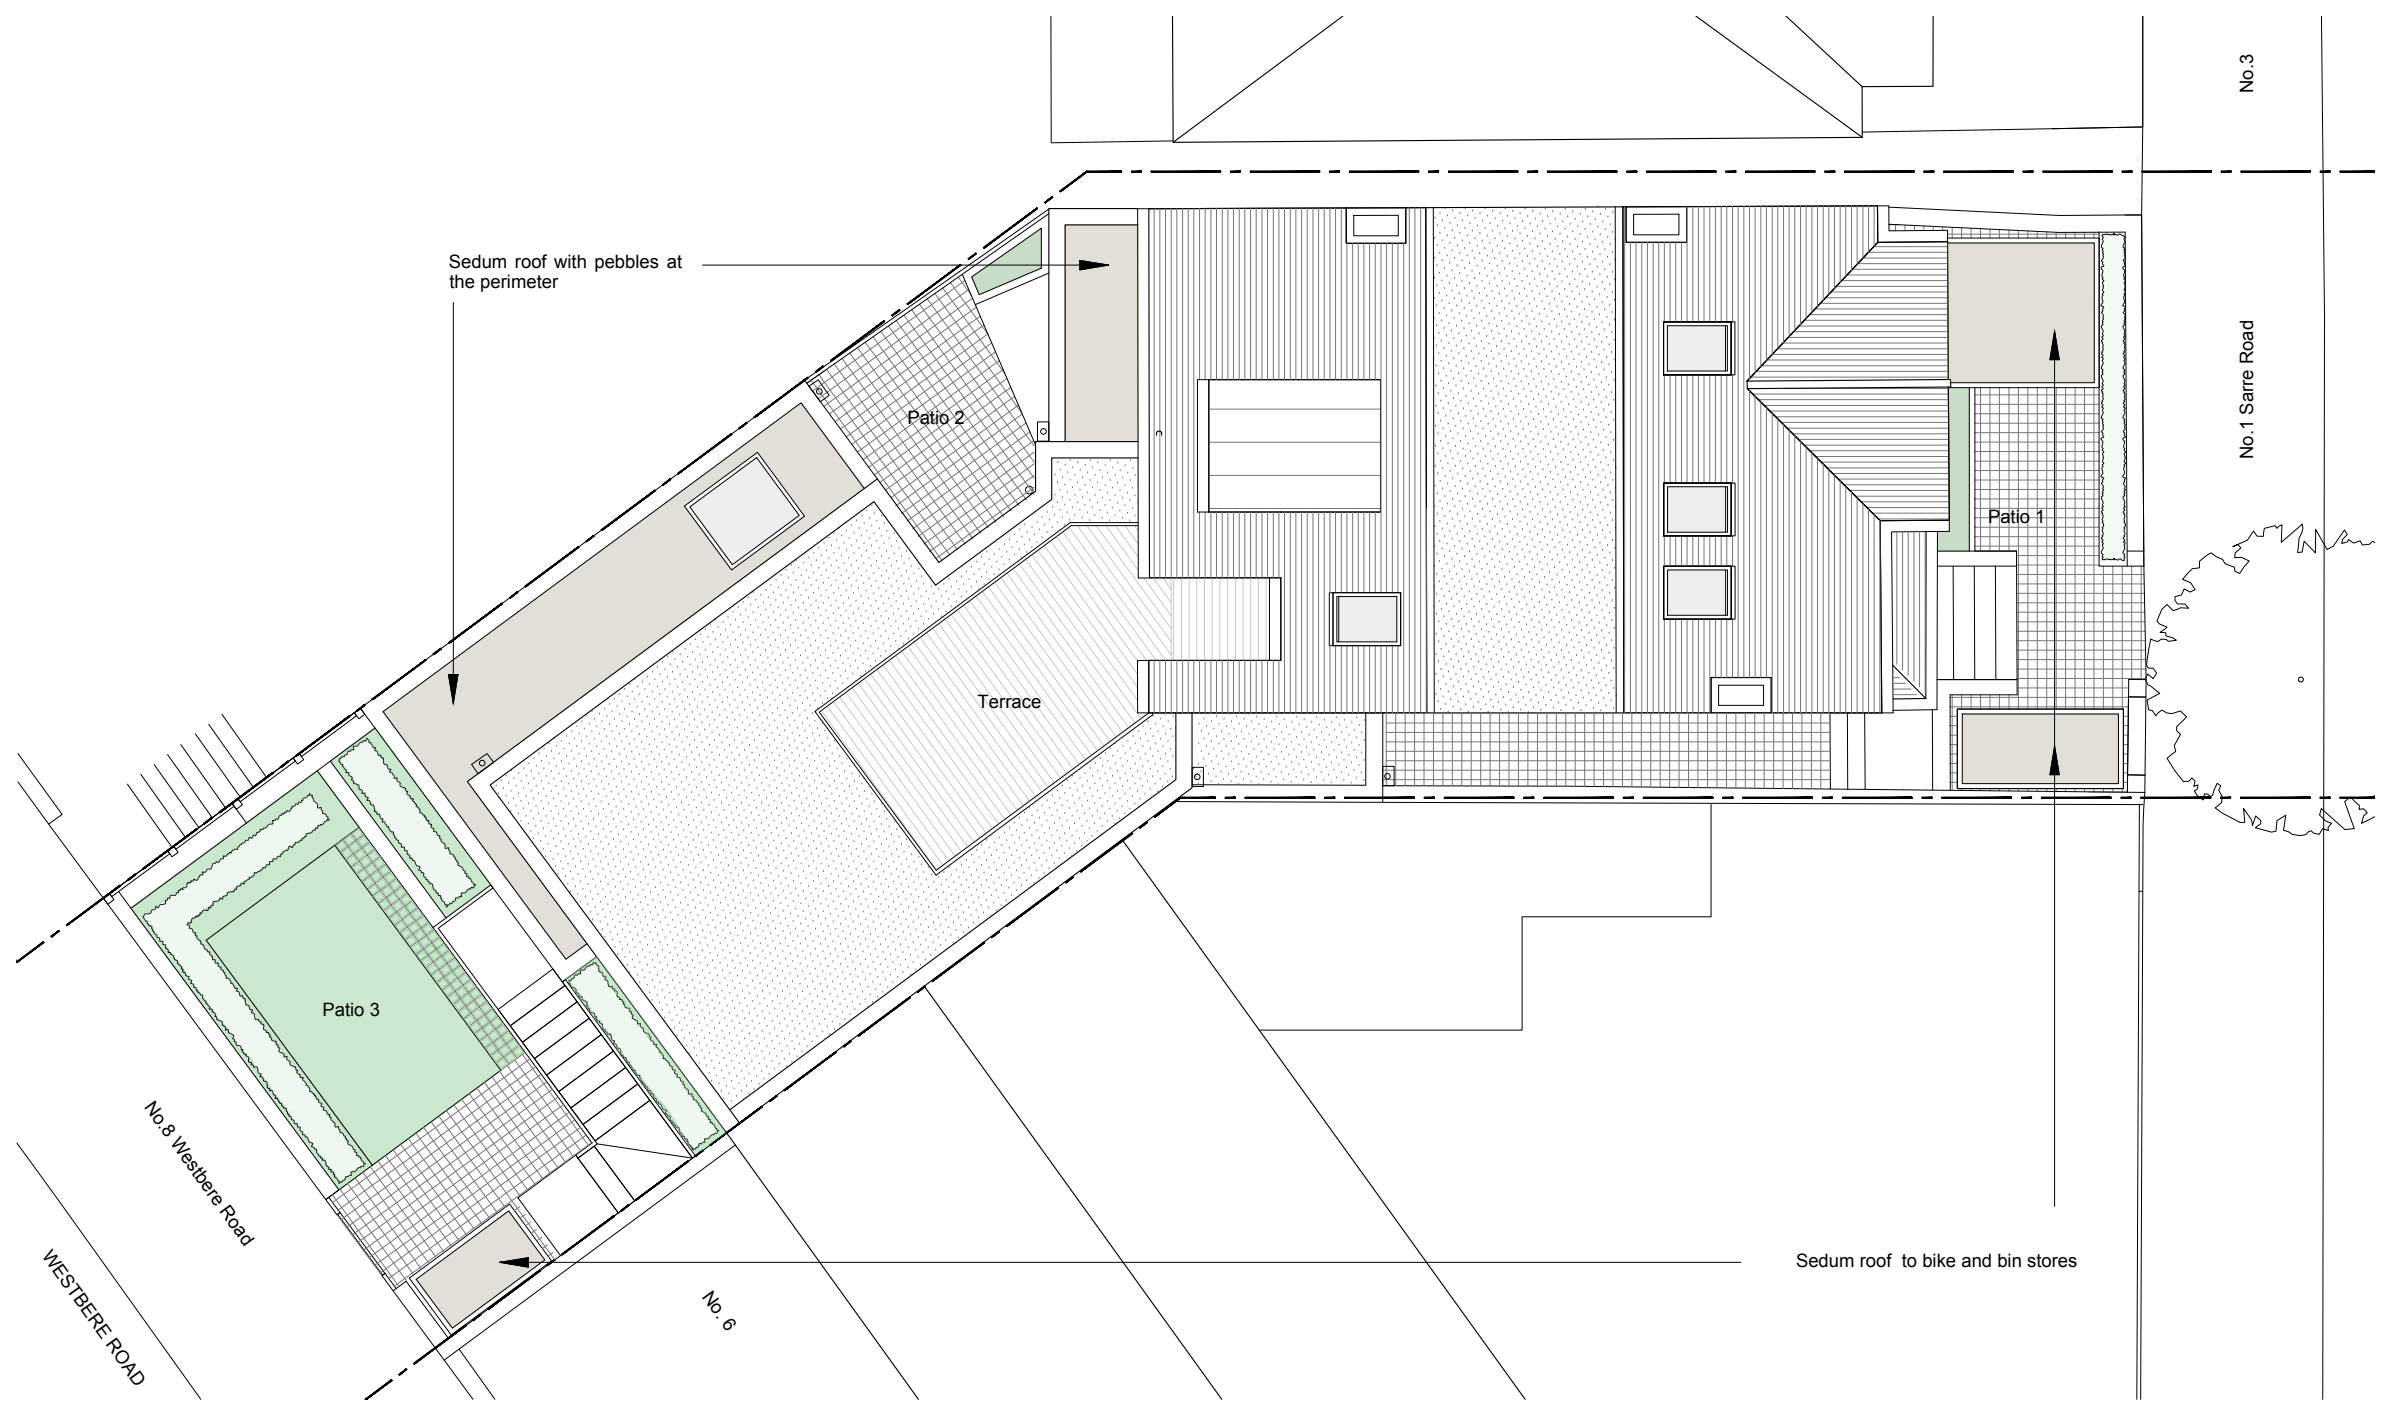 No.3
Sedum roof with pebbles at
the perimeter
No.1 Sarre Road
Patio 2
Patio 1
Terrace
Patio 3
No.8 Westbere Road
WESTBERE ROAD
No. 6
Sedum roof to bike and bin stores